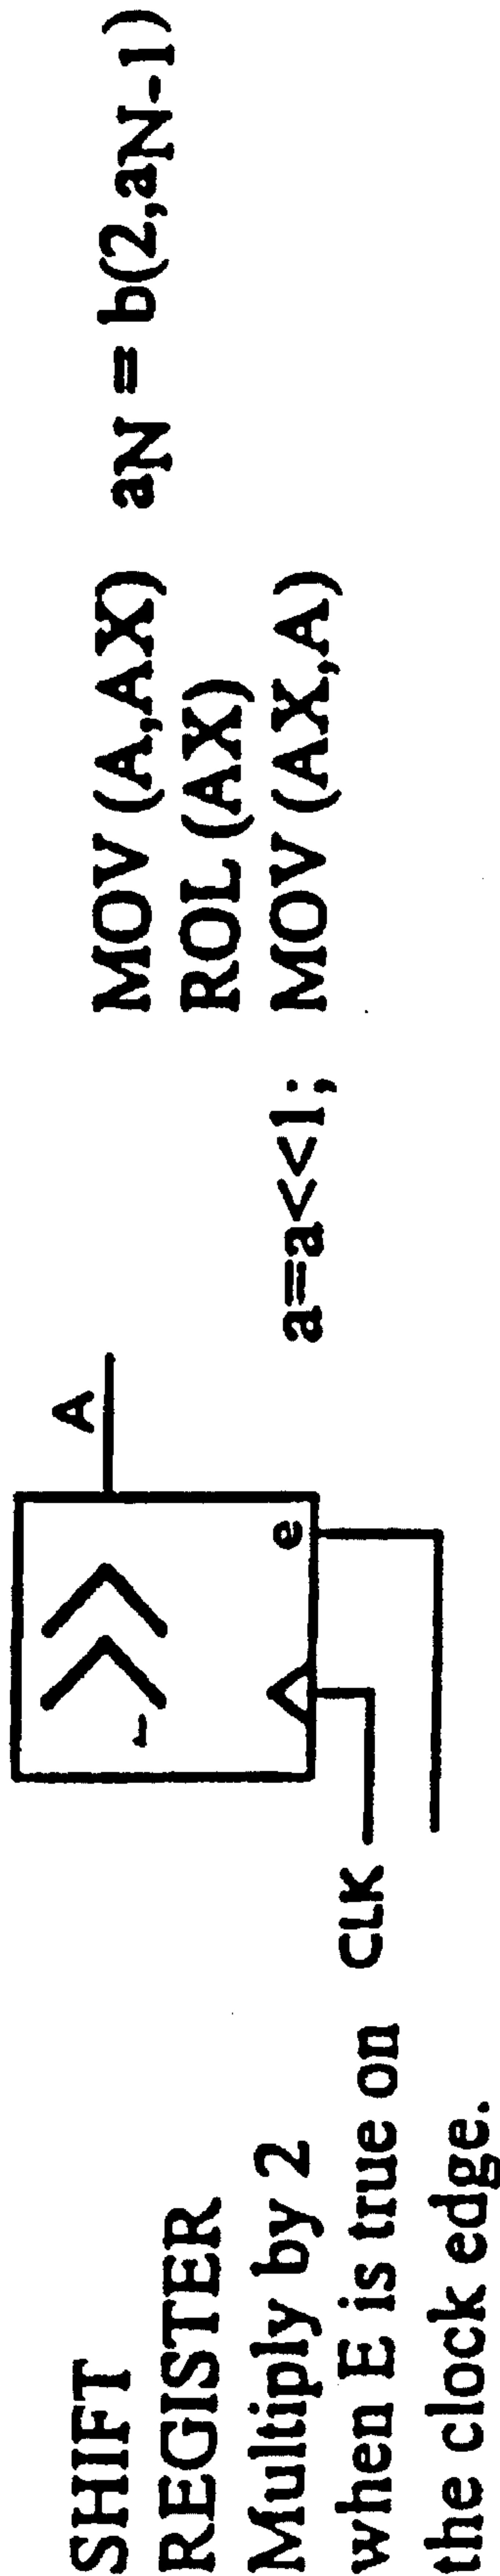 SHIFT
REGISTER
Multiply by 2
when E is true on
the clock edge.
CLK
A
e
a=a<<1;
MOV (A,AX)
ROL (AX)
MOV (AX,A)
aN = b(2,aN-1)